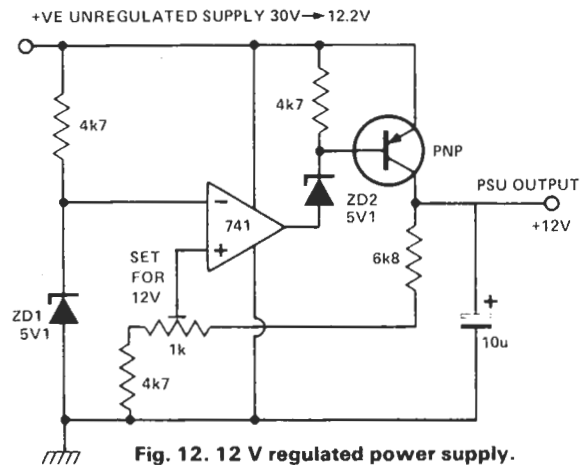 +VE UNREGULATED SUPPLY 30V→12.2V
4k7
4k7
PNP
ZD2
5V1
PSU OUTPUT
+12V
−
741
+
SET
FOR
12V
6k8
ZD1
5V1
1k
4k7
+
10u
Fig. 12. 12 V regulated power supply.